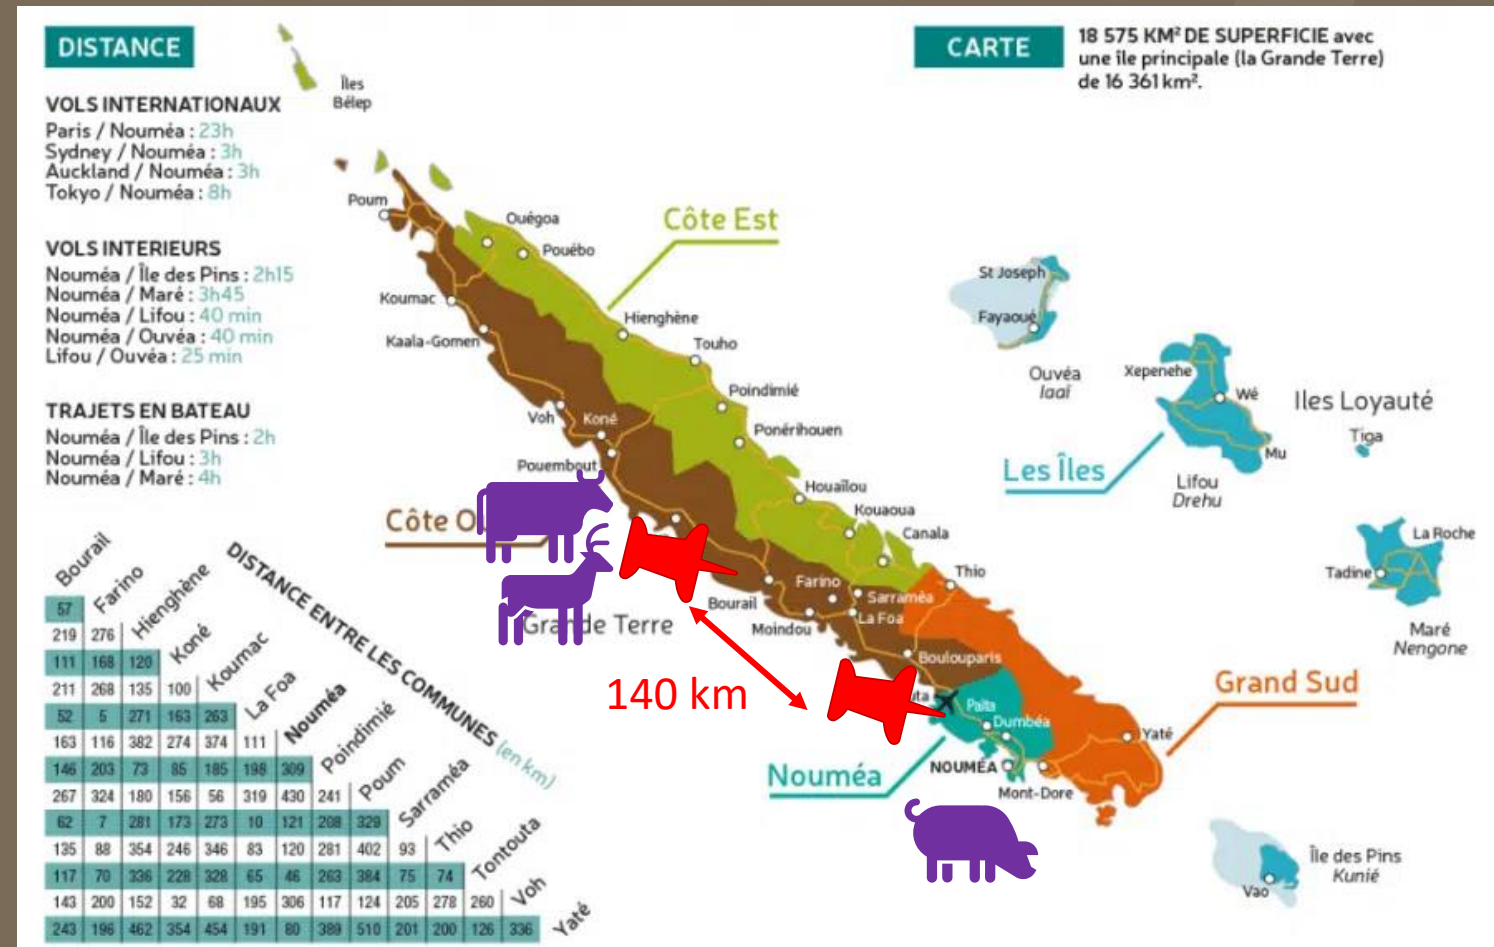 DISTANCE
VOLS INTERNATIONAUX
Paris / Nouméa : 23h
Sydney / Nouméa : 3h
Auckland / Nouméa : 3h
Tokyo / Nouméa : 8h
VOLS INTERIEURS
Nouméa / Île des Pins : 2h15
Nouméa / Maré : 3h45
Nouméa / Lifou : 40 min
Nouméa / Ouvéa : 40 min
Lifou / Ouvéa : 25 min
TRAJETS EN BATEAU
Nouméa / Île des Pins : 2h
Nouméa / Lifou : 3h
Nouméa / Maré : 4h
CARTE
18 575 KM² DE SUPERFICIE avec
une île principale (la Grande Terre)
de 16 361 km².
Îles
Bélep
Poum
Ouégoa
Pouébo
Côte Est
Koumac
Kaala-Gomen
Hienghène
Touho
Poindimié
Voh
Koné
Ponérihouen
Pouembout
Houaïlou
Kouaoua
Canala
Côte O
Thio
Farino
Sarraméa
Bourail
La Foa
Moindou
Grande Terre
Boulouparis
140 km
uta
Païta
Dumbéa
Nouméa
NOUMÉA
Mont-Dore
Yaté
Grand Sud
St Joseph
Fayaoué
Ouvéa
Iaaï
Xepenehe
Wé
Iles Loyauté
Tiga
Mu
Les Îles
Lifou
Drehu
La Roche
Tadine
Maré
Nengone
Île des Pins
Kunié
Vao
DISTANCE ENTRE LES COMMUNES (en km)
Bourail
57 Farino
219 276 Hienghène
111 168 120 Koné
211 268 135 100 Koumac
52 5 271 163 263 La Foa
163 116 382 274 374 111 Nouméa
146 203 73 85 185 198 309 Poindimié
267 324 180 156 56 319 430 241 Poum
62 7 281 173 273 10 121 208 329 Sarraméa
135 88 354 246 346 83 120 281 402 93 Thio
117 70 336 228 328 65 46 263 384 75 74 Tontouta
143 200 152 32 68 195 306 117 124 205 278 260 Voh
243 196 462 354 454 191 80 389 510 201 200 126 336 Yaté